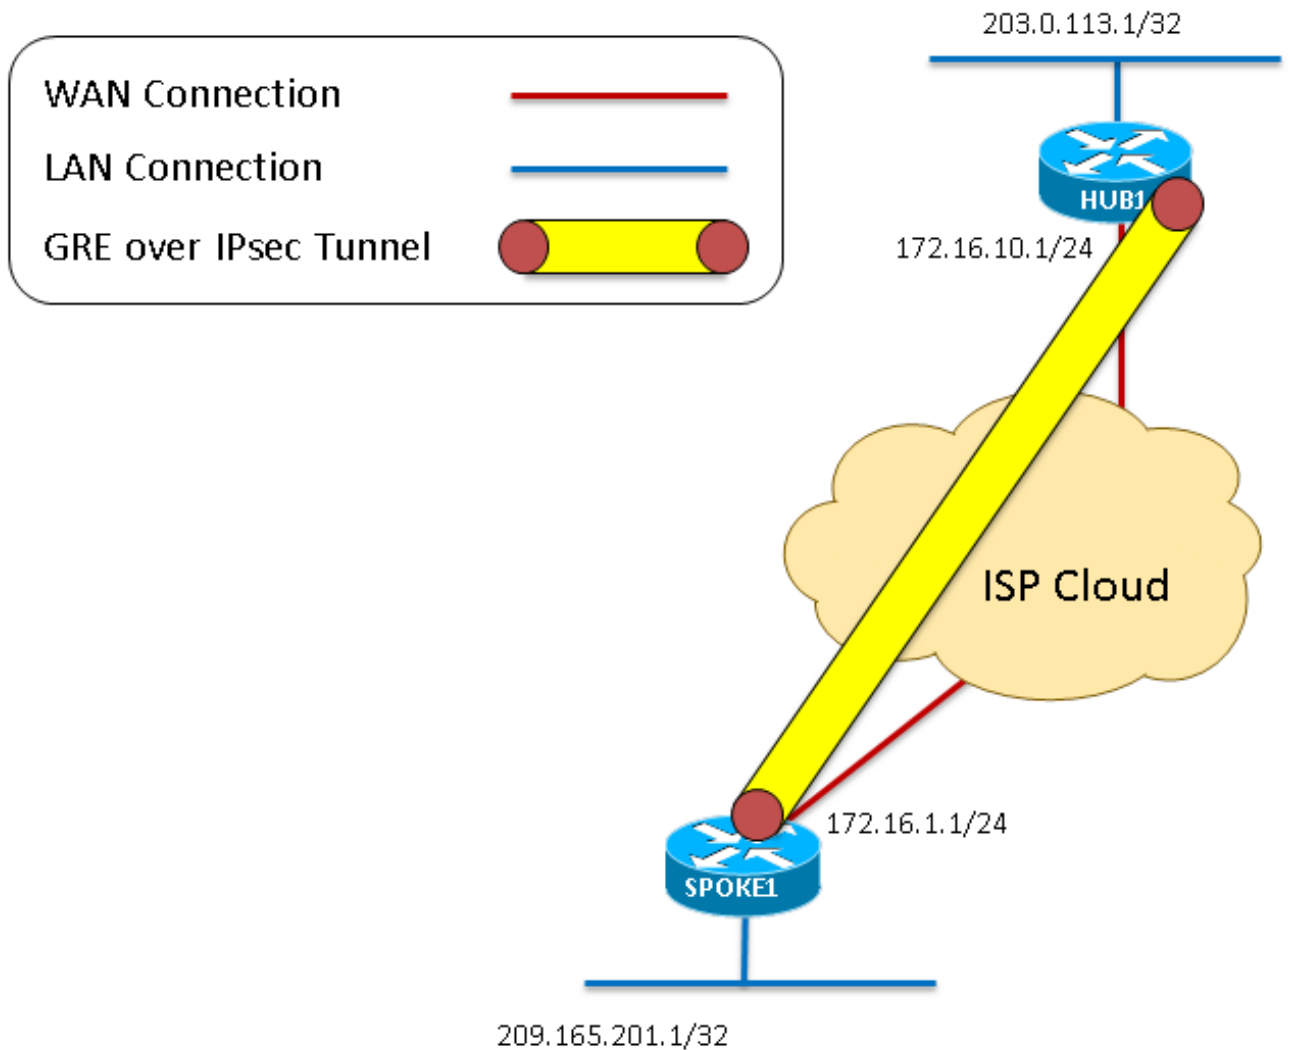 203.0.113.1/32
WAN Connection
LAN Connection
GRE over IPsec Tunnel
HUB1
172.16.10.1/24
ISP Cloud
172.16.1.1/24
SPOKE1
209.165.201.1/32